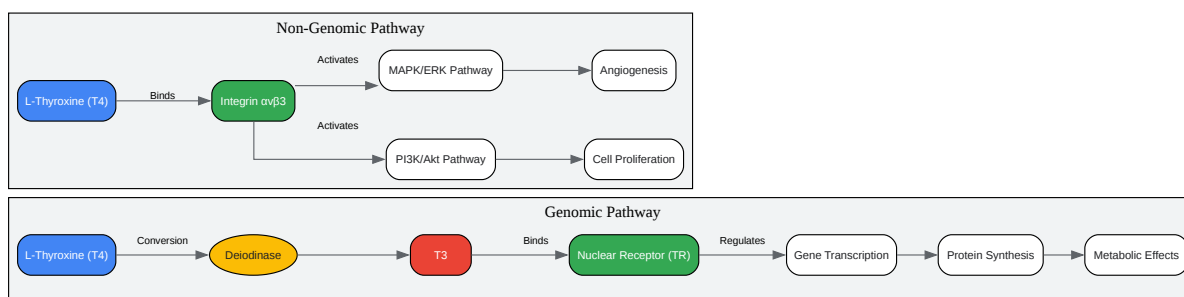 Non-Genomic Pathway
Activates
MAPK/ERK Pathway
Angiogenesis
L-Thyroxine (T4)
Binds
Integrin αvβ3
Activates
PI3K/Akt Pathway
Cell Proliferation
Genomic Pathway
L-Thyroxine (T4)
Conversion
Deiodinase
T3
Binds
Nuclear Receptor (TR)
Regulates
Gene Transcription
Protein Synthesis
Metabolic Effects